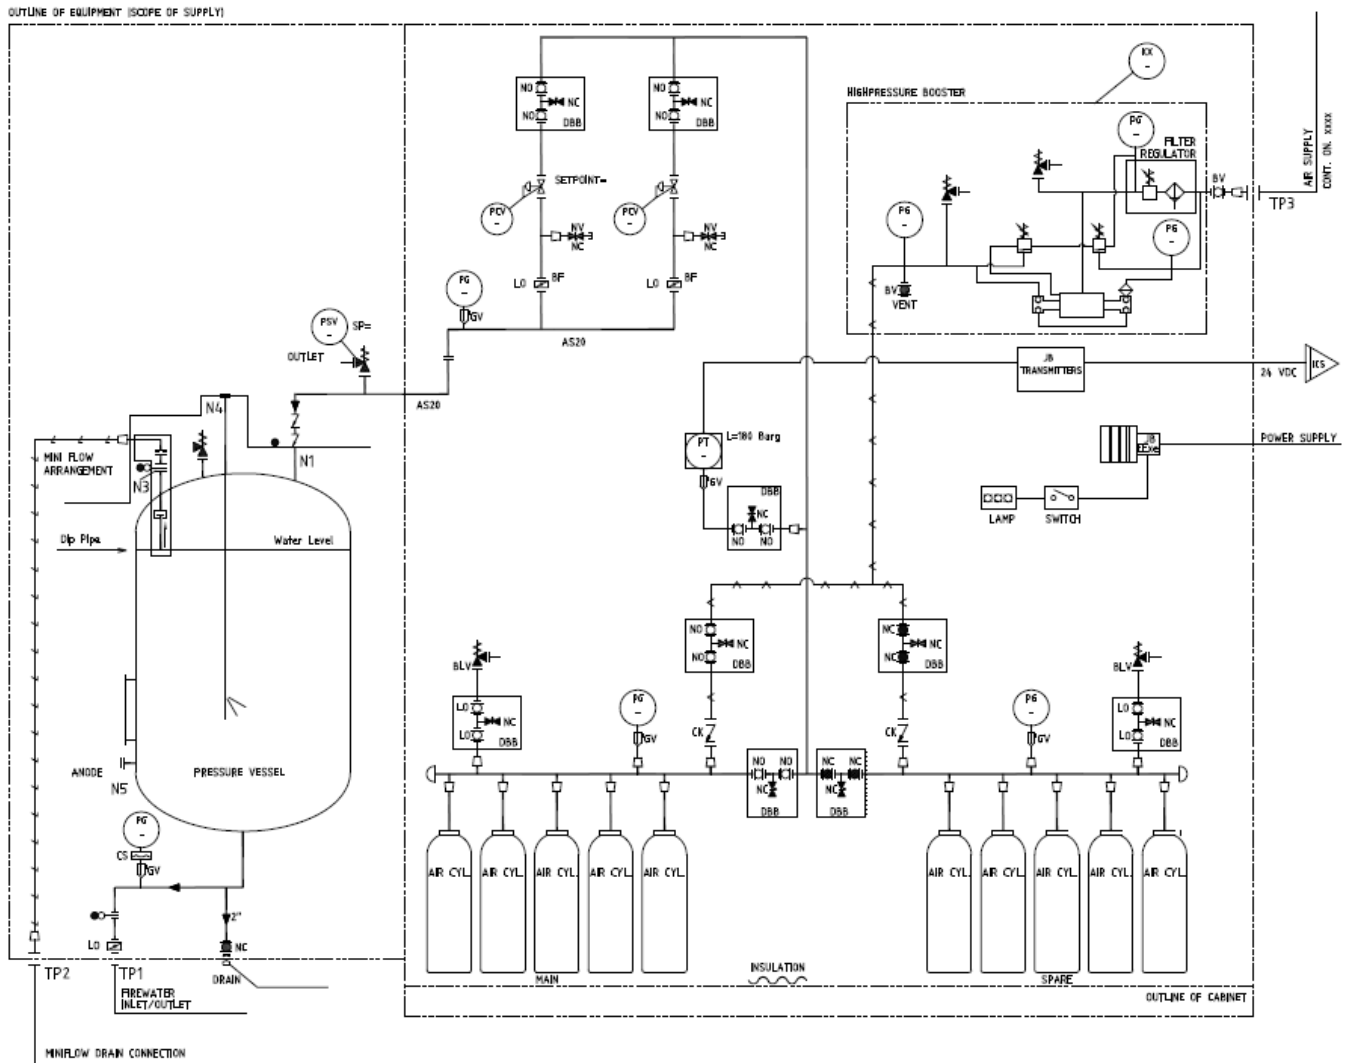 OUTLINE OF EQUIPMENT (SCOPE OF SUPPLY)
KK
-
HIGHPRESSURE BOOSTER
NO
NC
NO
DBB
NO
NC
NO
DBB
PG
-
FILTER
REGULATOR
AIR SUPPLY
CONT. ON. XXXX
BV
TP3
SETPOINT=
PCV
-
PCV
-
PG
-
PG
-
NV
NC
NV
NC
PG
-
LO
BF
LO
BF
BV
VENT
GV
PSV
-
SP=
OUTLET
AS20
JB
TRANSMITTERS
24 VDC
ICS
AS20
N4
MINI FLOW
ARRANGEMENT
N3
N1
PT
-
L=180 Barg
GV
DBB
NC
NO
NO
JB
EExe
POWER SUPPLY
LAMP
SWITCH
Dip Pipe
Water Level
NO
NC
NO
DBB
NC
NC
NC
DBB
BLV
LO
NC
LO
DBB
PG
-
GV
CK
CK
PG
-
GV
BLV
LO
NC
LO
DBB
ANODE
N5
PRESSURE VESSEL
NO
NO
NC
DBB
NC
NC
NC
DBB
PG
-
CS
GV
AIR CYL.
AIR CYL.
AIR CYL.
AIR CYL.
AIR CYL.
AIR CYL.
AIR CYL.
AIR CYL.
AIR CYL.
AIR CYL.
2"
LO
NC
TP2
TP1
DRAIN
FIREWATER
INLET/OUTLET
MAIN
INSULATION
SPARE
OUTLINE OF CABINET
MINIFLOW DRAIN CONNECTION